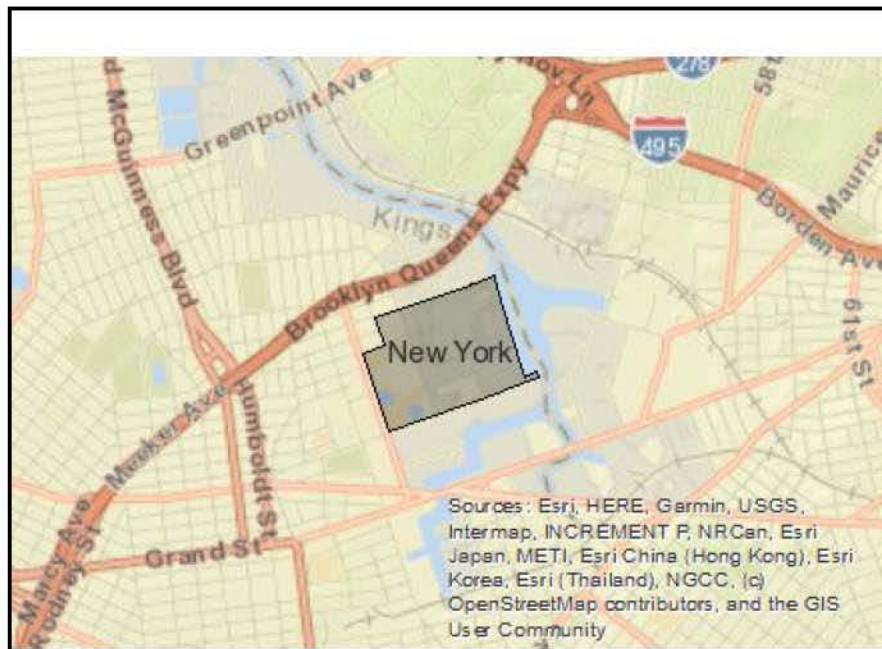 d McGuinness Blvd
Greenpoint Ave
278
495
58th
Maurice
Borden Ave
61st St
Kings
Brooklyn Queens Expy
New York
Meeker Ave
Humboldt St
Marcy Ave
Rodney St
Grand St
Sources: Esri, HERE, Garmin, USGS,
Intermap, INCREMENT P, NRCan, Esri
Japan, METI, Esri China (Hong Kong), Esri
Korea, Esri (Thailand), NGCC, (c)
OpenStreetMap contributors, and the GIS
User Community